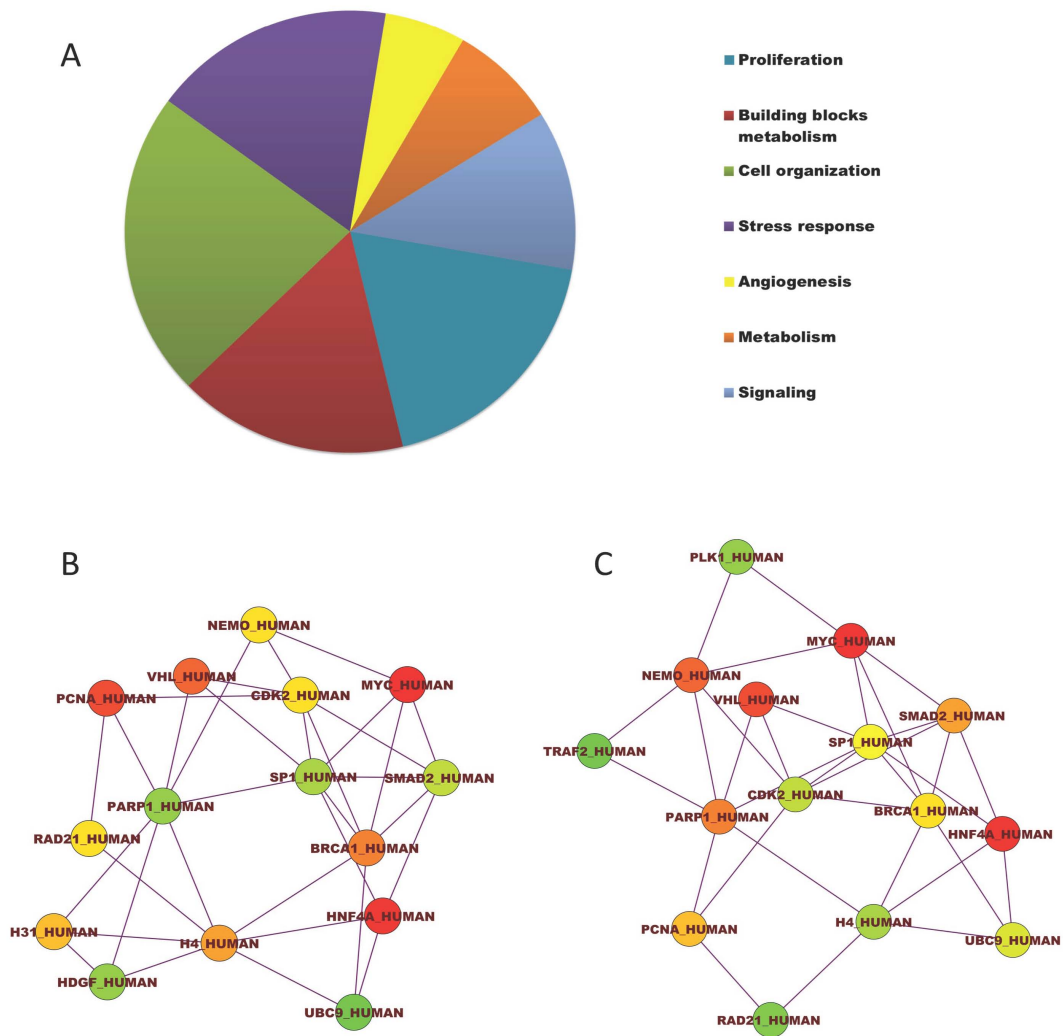 A
Proliferation
Building blocks
metabolism
Cell organization
Stress response
Angiogenesis
Metabolism
Signaling
B
NEMO_HUMAN
VHL_HUMAN
PCNA_HUMAN
CDK2_HUMAN
MYC_HUMAN
SP1_HUMAN
SMAD2_HUMAN
PARP1_HUMAN
RAD21_HUMAN
BRCA1_HUMAN
HNF4A_HUMAN
H31_HUMAN
H4_HUMAN
HDGF_HUMAN
UBC9_HUMAN
C
PLK1_HUMAN
MYC_HUMAN
NEMO_HUMAN
VHL_HUMAN
SMAD2_HUMAN
SP1_HUMAN
TRAF2_HUMAN
CDK2_HUMAN
PARP1_HUMAN
BRCA1_HUMAN
HNF4A_HUMAN
PCNA_HUMAN
H4_HUMAN
UBC9_HUMAN
RAD21_HUMAN